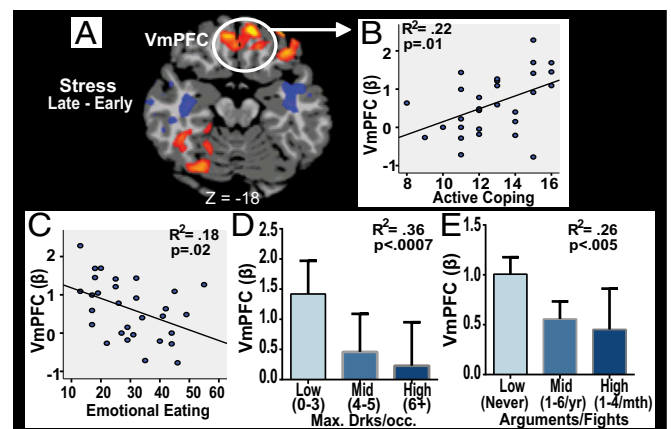 A
VmPFC
Stress
Late - Early
Z = -18
B
R²= .22
p=.01
VmPFC (β)
2
1
0
-1
8 10 12 14 16
Active Coping
C
R²= .18
p=.02
VmPFC (β)
2
1
0
-1
10 20 30 40 50 60
Emotional Eating
D
R²= .36
p<.0007
VmPFC (β)
2.5
2.0
1.5
1.0
0.5
0.0
Low Mid High
(0-3) (4-5) (6+)
Max. Drks/occ.
E
R²= .26
p<.005
VmPFC (β)
1.5
1.0
0.5
0.0
Low Mid High
(Never) (1-6/yr) (1-4/mth)
Arguments/Fights